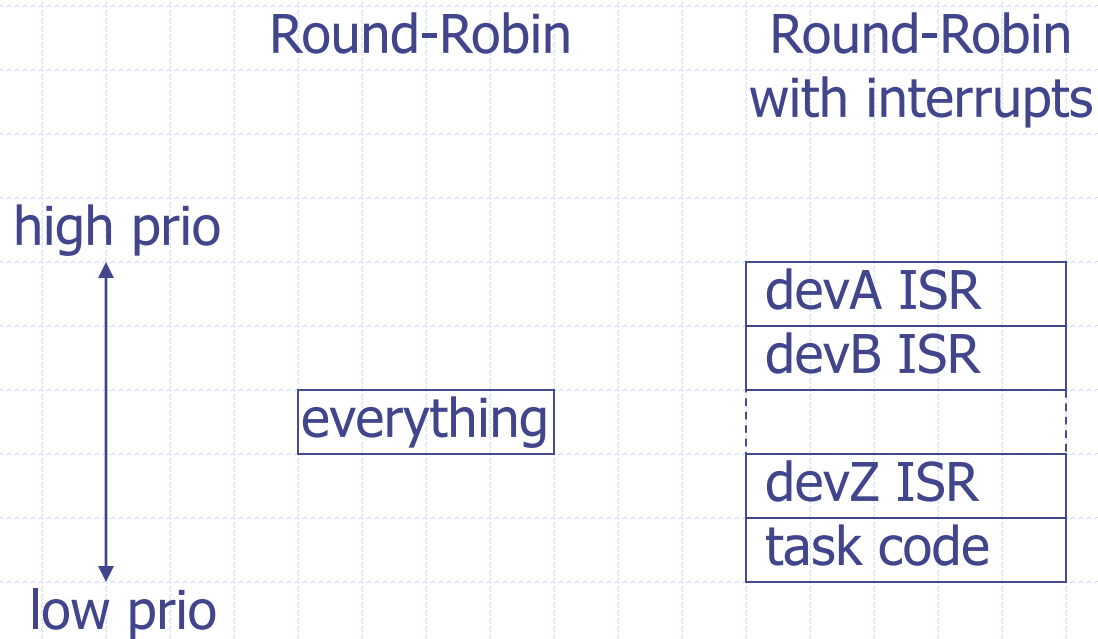 Round-Robin
Round-Robin
with interrupts
high prio
devA ISR
devB ISR
everything
devZ ISR
task code
low prio